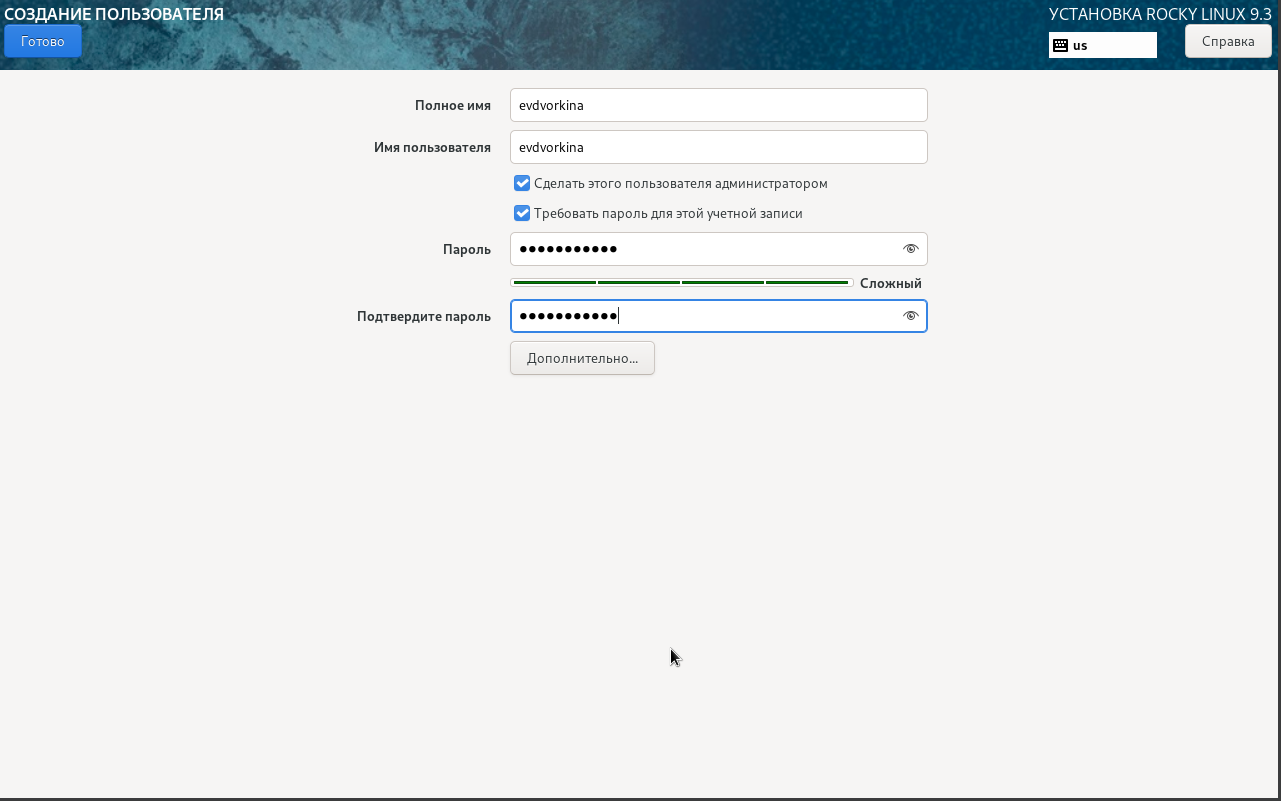 СОЗДАНИЕ ПОЛЬЗОВАТЕЛЯ
УСТАНОВКА ROCKY LINUX 9.3
Готово
us
Справка
Полное имя
evdvorkina
Имя пользователя
evdvorkina
Сделать этого пользователя администратором
Требовать пароль для этой учетной записи
Пароль
●●●●●●●●●●●
Сложный
Подтвердите пароль
●●●●●●●●●●●
Дополнительно...